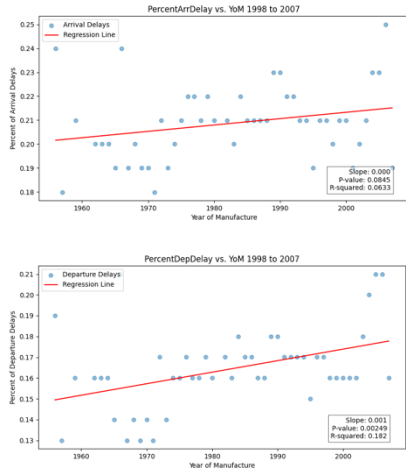 PercentArrDelay vs. YoM 1998 to 2007
Arrival Delays
Regression Line
Percent of Arrival Delays
0.25
0.24
0.23
0.22
0.21
0.20
0.19
0.18
Slope: 0.000
P-value: 0.0845
R-squared: 0.0633
1960 1970 1980 1990 2000
Year of Manufacture
PercentDepDelay vs. YoM 1998 to 2007
Departure Delays
Regression Line
Percent of Departure Delays
0.21
0.20
0.19
0.18
0.17
0.16
0.15
0.14
0.13
Slope: 0.001
P-value: 0.00249
R-squared: 0.182
1960 1970 1980 1990 2000
Year of Manufacture